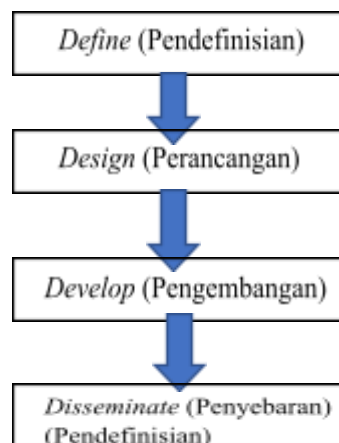 Define (Pendefinisian)
Design (Perancangan)
Develop (Pengembangan)
Disseminate (Penyebaran)
(Pendefinisian)